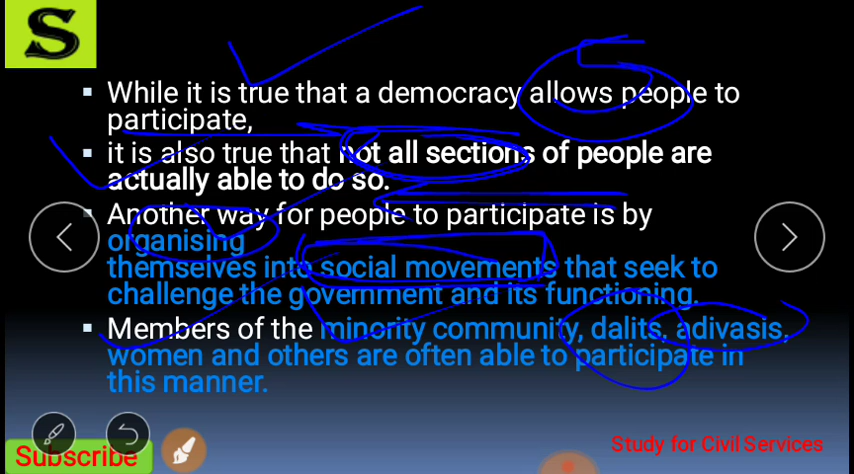 S
While it is true that a democracy allows people to
participate,
it is also true that not all sections of people are
actually able to do so.
Another way for people to participate is by
organising
themselves into social movements that seek to
challenge the government and its functioning.
Members of the minority community, dalits, adivasis,
women and others are often able to participate in
this manner.
Subscribe
Study for Civil Services